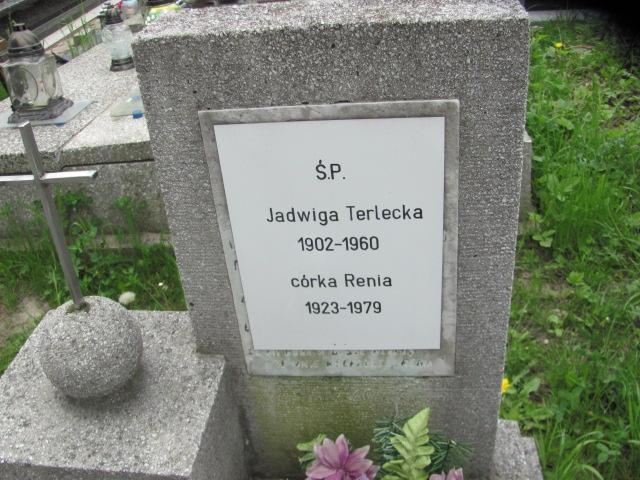 Ś.P.
Jadwiga Terlecka
1902-1960
córka Renia
1923-1979